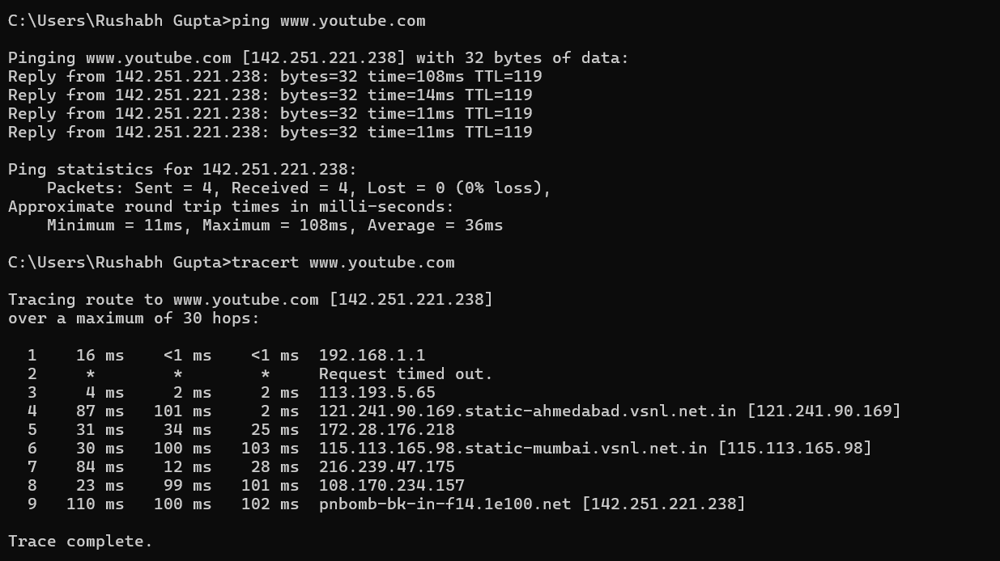 C:\Users\Rushabh Gupta>ping www.youtube.com

Pinging www.youtube.com [142.251.221.238] with 32 bytes of data:
Reply from 142.251.221.238: bytes=32 time=108ms TTL=119
Reply from 142.251.221.238: bytes=32 time=14ms TTL=119
Reply from 142.251.221.238: bytes=32 time=11ms TTL=119
Reply from 142.251.221.238: bytes=32 time=11ms TTL=119

Ping statistics for 142.251.221.238:
    Packets: Sent = 4, Received = 4, Lost = 0 (0% loss),
Approximate round trip times in milli-seconds:
    Minimum = 11ms, Maximum = 108ms, Average = 36ms

C:\Users\Rushabh Gupta>tracert www.youtube.com

Tracing route to www.youtube.com [142.251.221.238]
over a maximum of 30 hops:

  1    16 ms    <1 ms    <1 ms  192.168.1.1
  2     *        *        *     Request timed out.
  3     4 ms     2 ms     2 ms  113.193.5.65
  4    87 ms   101 ms     2 ms  121.241.90.169.static-ahmedabad.vsnl.net.in [121.241.90.169]
  5    31 ms    34 ms    25 ms  172.28.176.218
  6    30 ms   100 ms   103 ms  115.113.165.98.static-mumbai.vsnl.net.in [115.113.165.98]
  7    84 ms    12 ms    28 ms  216.239.47.175
  8    23 ms    99 ms   101 ms  108.170.234.157
  9   110 ms   100 ms   102 ms  pnbomb-bk-in-f14.1e100.net [142.251.221.238]

Trace complete.